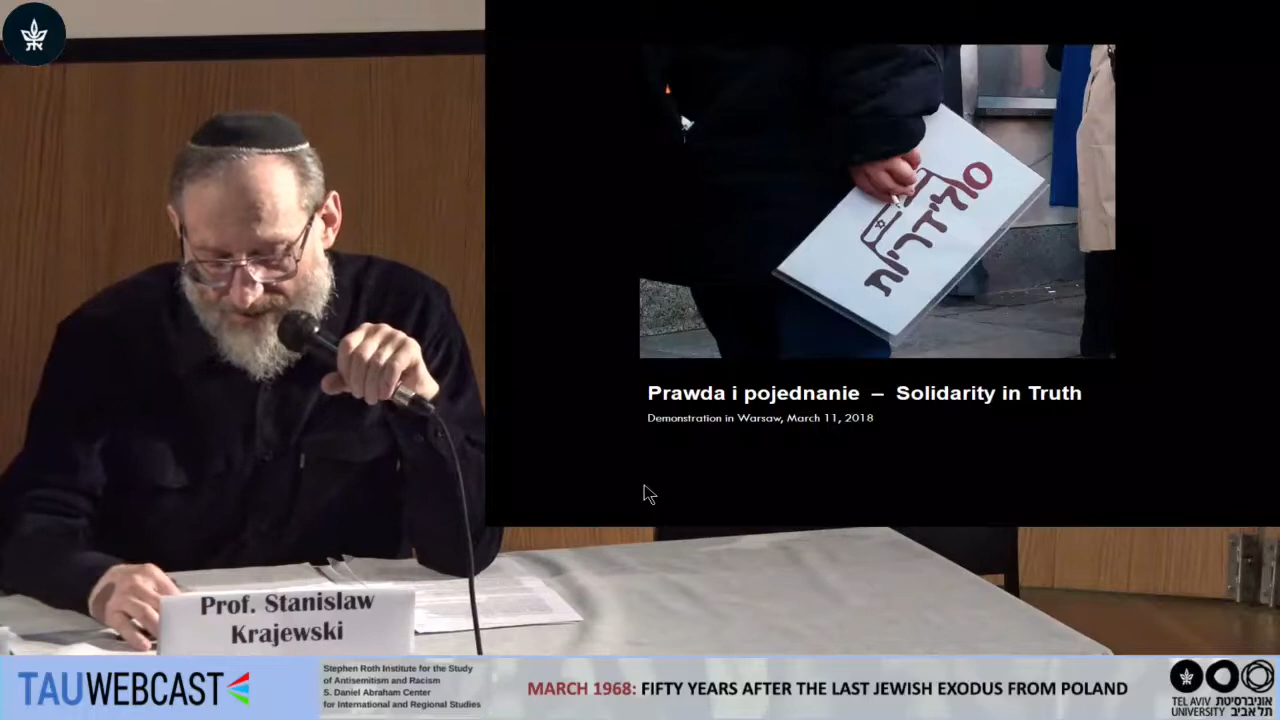 סולידריות
Prawda i pojednanie – Solidarity in Truth
Demonstration in Warsaw, March 11, 2018
Prof. Stanislaw
Krajewski
TAUWEBCAST
Stephen Roth Institute for the Study
of Antisemitism and Racism
S. Daniel Abraham Center
for International and Regional Studies
MARCH 1968: FIFTY YEARS AFTER THE LAST JEWISH EXODUS FROM POLAND
TEL AVIV אוניברסיטת
UNIVERSITY תל אביב